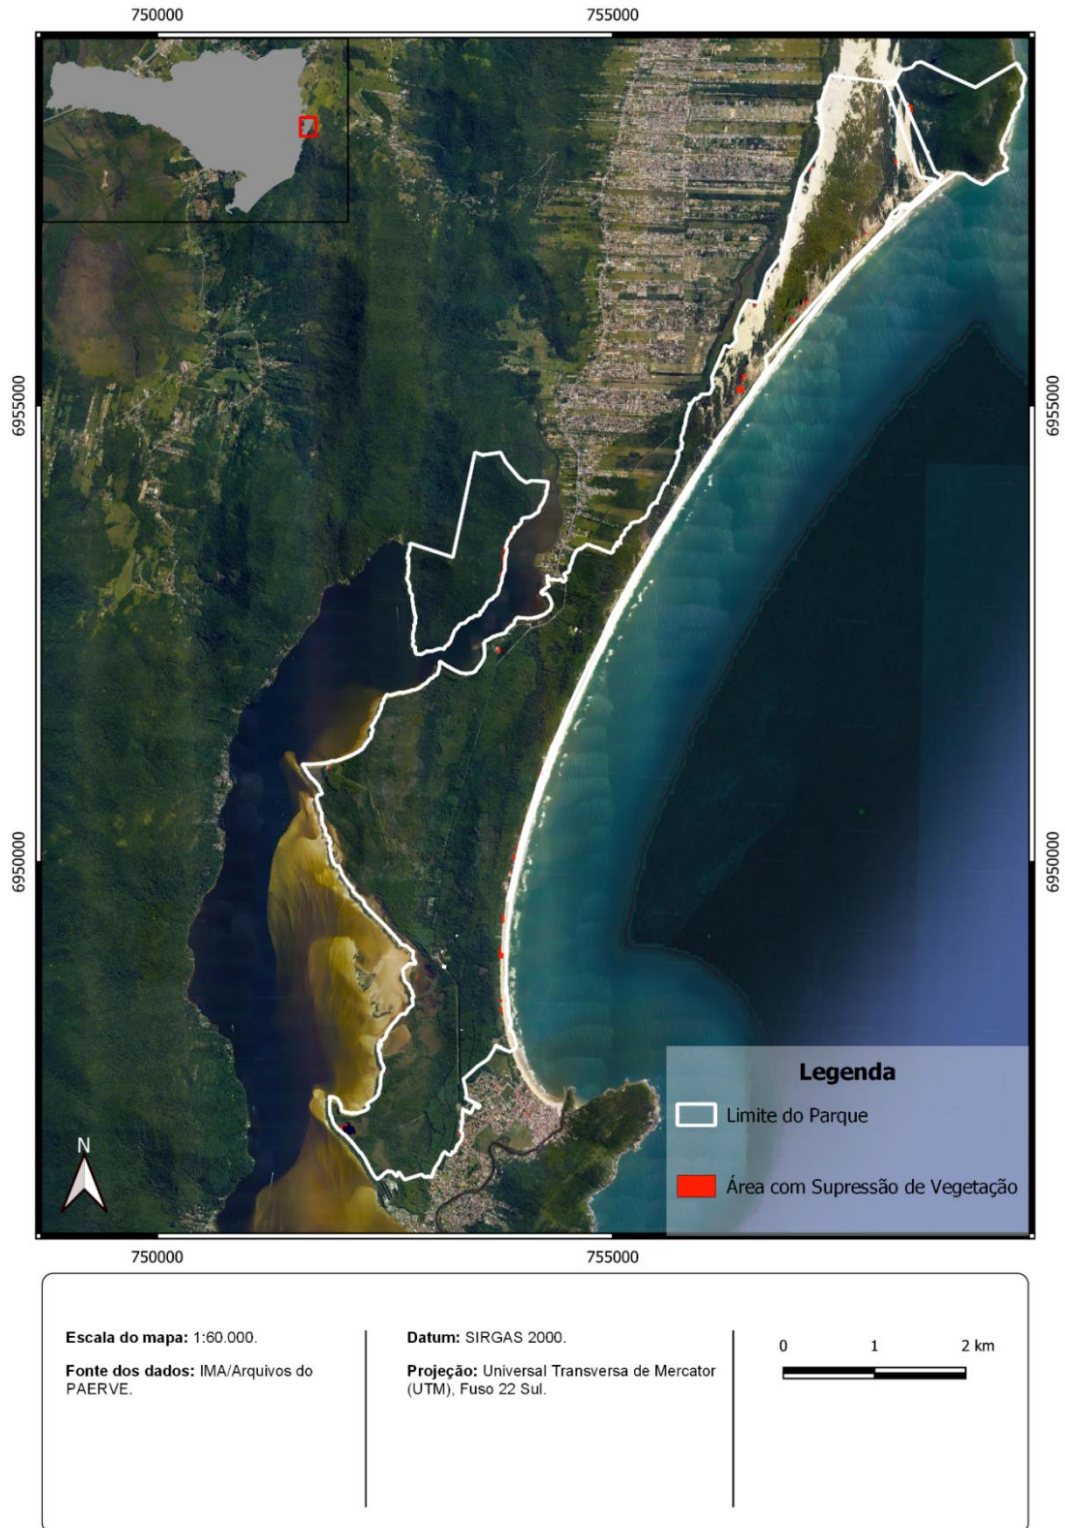 750000
755000
6955000
6955000
6950000
6950000
N
Legenda
Limite do Parque
Área com Supressão de Vegetação
750000
755000
Escala do mapa: 1:60.000.
Fonte dos dados: IMA/Arquivos do
PAERVE.
Datum: SIRGAS 2000.
Projeção: Universal Transversa de Mercator
(UTM), Fuso 22 Sul.
0 1 2 km